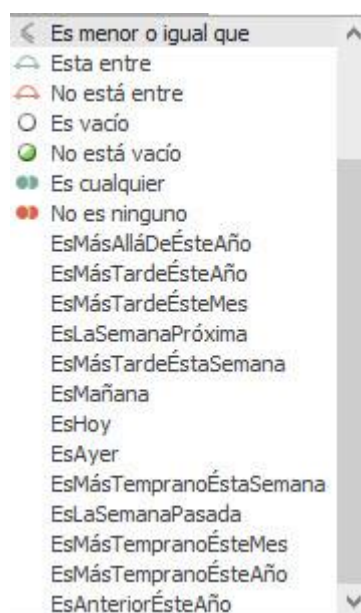 Es menor o igual que
Esta entre
No está entre
Es vacío
No está vacío
Es cualquier
No es ninguno
EsMásAlláDeÉsteAño
EsMásTardeÉsteAño
EsMásTardeÉsteMes
EsLaSemanaPróxima
EsMásTardeÉstaSemana
EsMañana
EsHoy
EsAyer
EsMásTempranoÉstaSemana
EsLaSemanaPasada
EsMásTempranoÉsteMes
EsMásTempranoÉsteAño
EsAnteriorÉsteAño